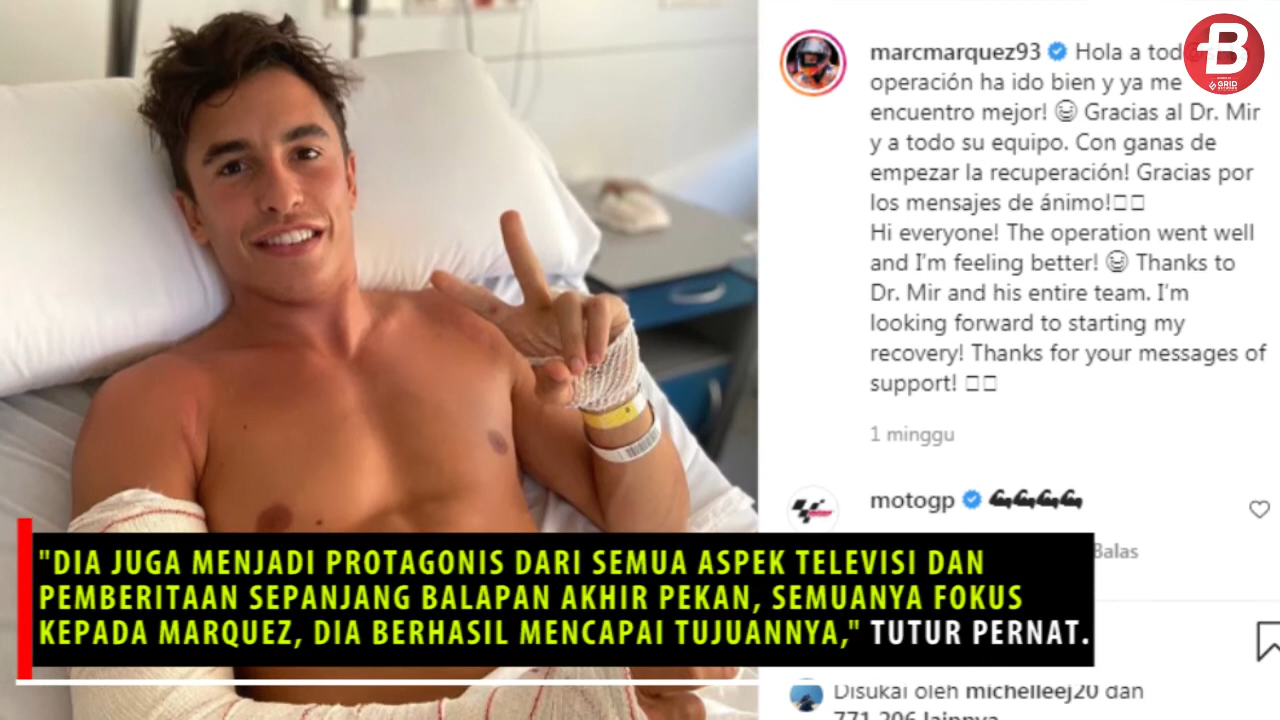 marcmarquez93 Hola a
operación ha ido bien y ya me
encuentro mejor! 😃 Gracias al Dr. Mir
y a todo su equipo. Con ganas de
empezar la recuperación! Gracias por
los mensajes de ánimo!
Hi everyone! The operation went well
and I'm feeling better! 😃 Thanks to
Dr. Mir and his entire team. I'm
looking forward to starting my
recovery! Thanks for your messages of
support!
1 minggu
motogp 💪💪💪💪
Balas
"DIA JUGA MENJADI PROTAGONIS DARI SEMUA ASPEK TELEVISI DAN
PEMBERITAAN SEPANJANG BALAPAN AKHIR PEKAN, SEMUANYA FOKUS
KEPADA MARQUEZ, DIA BERHASIL MENCAPAI TUJUANNYA," TUTUR PERNAT.
Disukai oleh michelleej20 dan
771.206 lainnya
B
GRID